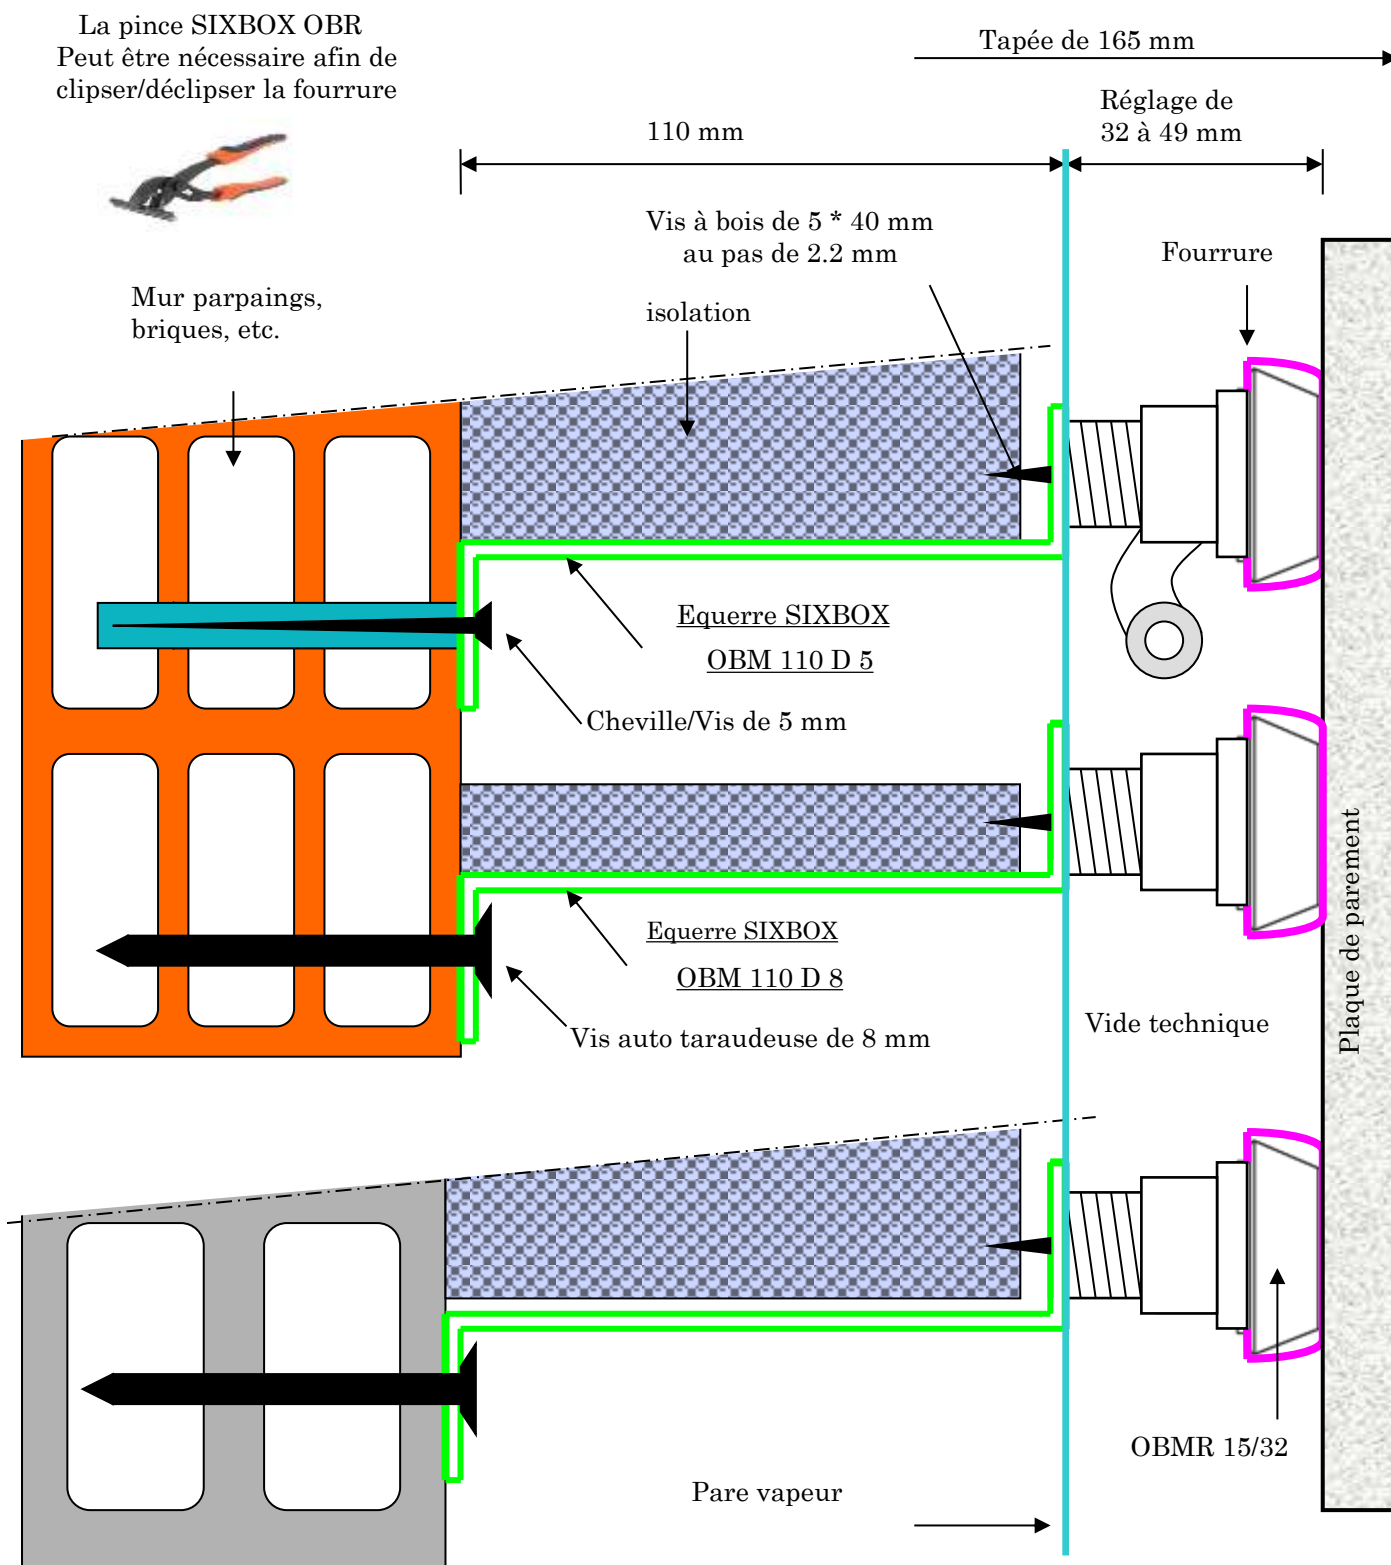 La pince SIXBOX OBR
Peut être nécessaire afin de
clipser/déclipser la fourrure
Tapée de 165 mm
Réglage de
32 à 49 mm
110 mm
Vis à bois de 5 * 40 mm
au pas de 2.2 mm
Fourrure
Mur parpaings,
briques, etc.
isolation
Equerre SIXBOX
OBM 110 D 5
Cheville/Vis de 5 mm
Equerre SIXBOX
OBM 110 D 8
Vis auto taraudeuse de 8 mm
Vide technique
Plaque de parement
OBMR 15/32
Pare vapeur